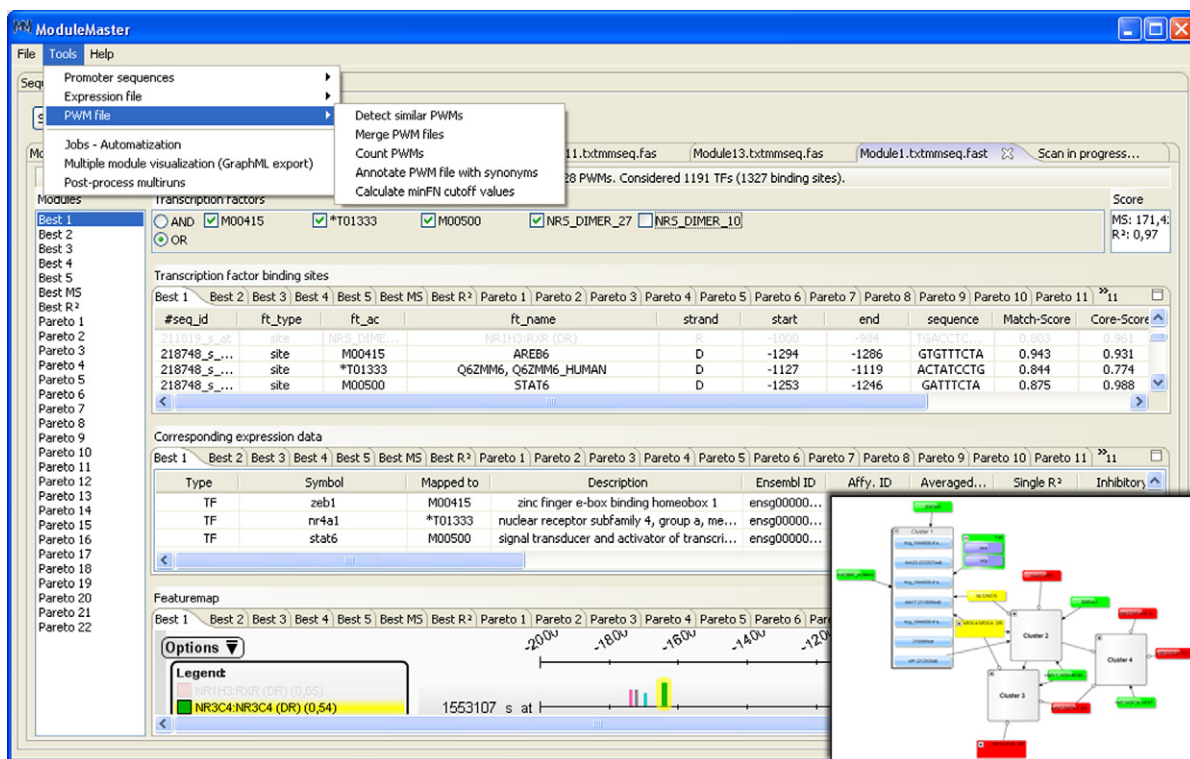 ModuleMaster
File Tools Help
Promoter sequences
Expression file
PWM file
Jobs - Automatization
Multiple module visualization (GraphML export)
Post-process multiruns
Detect similar PWMs
Merge PWM files
Count PWMs
Annotate PWM file with synonyms
Calculate minFN cutoff values
11.txtmmseq.fas Module13.txtmmseq.fas Module1.txtmmseq.fast Scan in progress...
28 PWMs. Considered 1191 TFs (1327 binding sites).
Modules
Best 1
Best 2
Best 3
Best 4
Best 5
Best MS
Best R²
Pareto 1
Pareto 2
Pareto 3
Pareto 4
Pareto 5
Pareto 6
Pareto 7
Pareto 8
Pareto 9
Pareto 10
Pareto 11
Pareto 12
Pareto 13
Pareto 14
Pareto 15
Pareto 16
Pareto 17
Pareto 18
Pareto 19
Pareto 20
Pareto 21
Pareto 22
Transcription factors
AND M00415 *T01333 M00500 NR5_DIMER_27 NR5_DIMER_10
OR
Score
MS: 171,4
R²: 0,97
Transcription factor binding sites
Best 1 Best 2 Best 3 Best 4 Best 5 Best MS Best R² Pareto 1 Pareto 2 Pareto 3 Pareto 4 Pareto 5 Pareto 6 Pareto 7 Pareto 8 Pareto 9 Pareto 10 Pareto 11 »11
#seq_id ft_type ft_ac ft_name strand start end sequence Match-Score Core-Score
211819_s_at site NR5_DIME... NR1H3:RXR (DR) R -1000 -984 TGACCTC... 0.803 0.961
218748_s_... site M00415 AREB6 D -1294 -1286 GTGTTTCTA 0.943 0.931
218748_s_... site *T01333 Q6ZMM6, Q6ZMM6_HUMAN D -1127 -1119 ACTATCCTG 0.844 0.774
218748_s_... site M00500 STAT6 D -1253 -1246 GATTTCTA 0.875 0.988
Corresponding expression data
Best 1 Best 2 Best 3 Best 4 Best 5 Best MS Best R² Pareto 1 Pareto 2 Pareto 3 Pareto 4 Pareto 5 Pareto 6 Pareto 7 Pareto 8 Pareto 9 Pareto 10 Pareto 11 »11
Type Symbol Mapped to Description Ensembl ID Affy. ID Averaged... Single R² Inhibitory
TF zeb1 M00415 zinc finger e-box binding homeobox 1 ensg00000...
TF nr4a1 *T01333 nuclear receptor subfamily 4, group a, me... ensg00000...
TF stat6 M00500 signal transducer and activator of transcri... ensg00000...
Featuremap
Best 1 Best 2 Best 3 Best 4 Best 5 Best MS Best R² Pareto 1 Pareto 2 Pareto 3 Pareto 4 Pareto 5 Pareto 6
Options
-2000 -1800 -1600
Legend:
NR1H3:RXR (DR) (0,65)
NR3C4:NR3C4 (DR) (0,54)
1553107_s_at
Cluster 1
Cluster 2
Cluster 4
Cluster 3